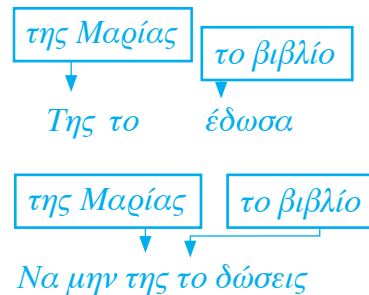 της Μαρίας
το βιβλίο
Της το έδωσα
της Μαρίας το βιβλίο
Να μην της το δώσεις